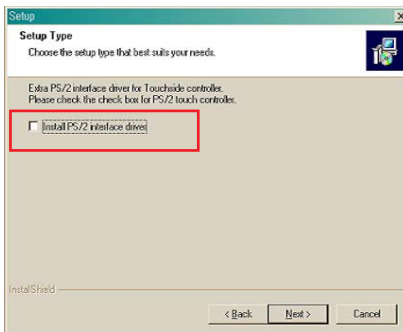 Setup
Setup Type
Choose the setup type that best suits your needs.
Extra PS/2 interface driver for Touchside controller.
Please check the check box for PS/2 touch controller.
Install PS/2 interface driver
InstallShield
< Back
Next >
Cancel